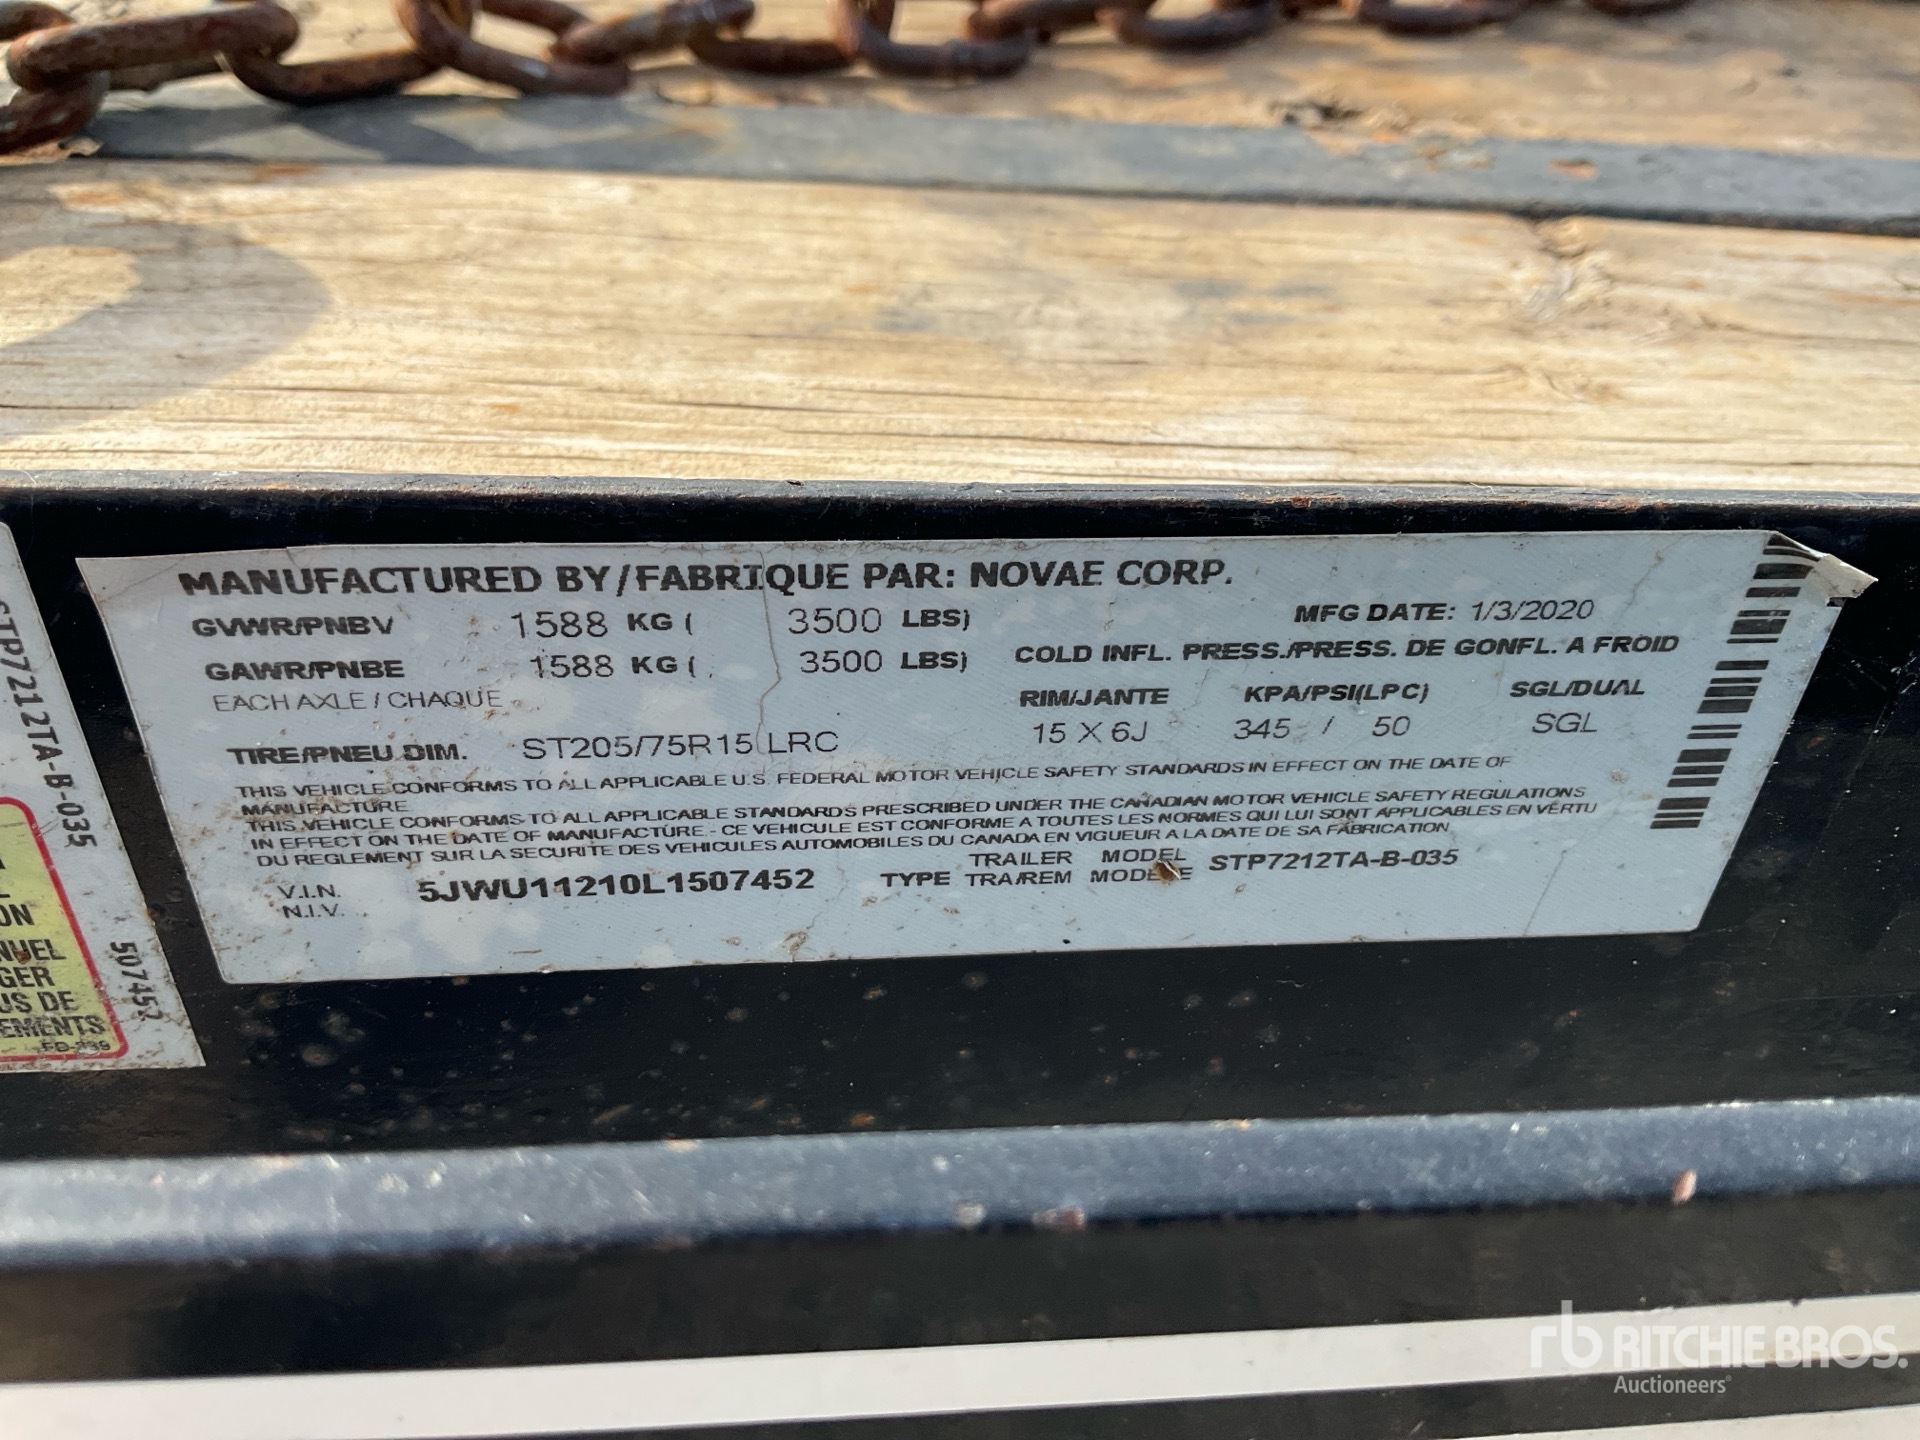 MANUFACTURED BY/FABRIQUE PAR: NOVAE CORP.
GVWR/PNBV 1588 KG ( 3500 LBS) MFG DATE: 1/3/2020
GAWR/PNBE 1588 KG ( 3500 LBS) COLD INFL. PRESS./PRESS. DE GONFL. A FROID
EACH AXLE / CHAQUE RIM/JANTE KPA/PSI(LPC) SGL/DUAL
TIRE/PNEU DIM. ST205/75R15 LRC 15 X 6J 345 / 50 SGL
THIS VEHICLE CONFORMS TO ALL APPLICABLE U.S. FEDERAL MOTOR VEHICLE SAFETY STANDARDS IN EFFECT ON THE DATE OF
MANUFACTURE
THIS VEHICLE CONFORMS TO ALL APPLICABLE STANDARDS PRESCRIBED UNDER THE CANADIAN MOTOR VEHICLE SAFETY REGULATIONS
IN EFFECT ON THE DATE OF MANUFACTURE - CE VEHICULE EST CONFORME A TOUTES LES NORMES QUI LUI SONT APPLICABLES EN VERTU
DU REGLEMENT SUR LA SECURITE DES VEHICULES AUTOMOBILES DU CANADA EN VIGUEUR A LA DATE DE SA FABRICATION
V.I.N. 5JWU11210L1507452 TYPE TRAILER MODEL STP7212TA-B-035
N.I.V. TRA/REM MODELE
STP7212TA-B-035
507452
ON
NUEL
GER
US DE
EMENTS
rb RITCHIE BROS.
Auctioneers